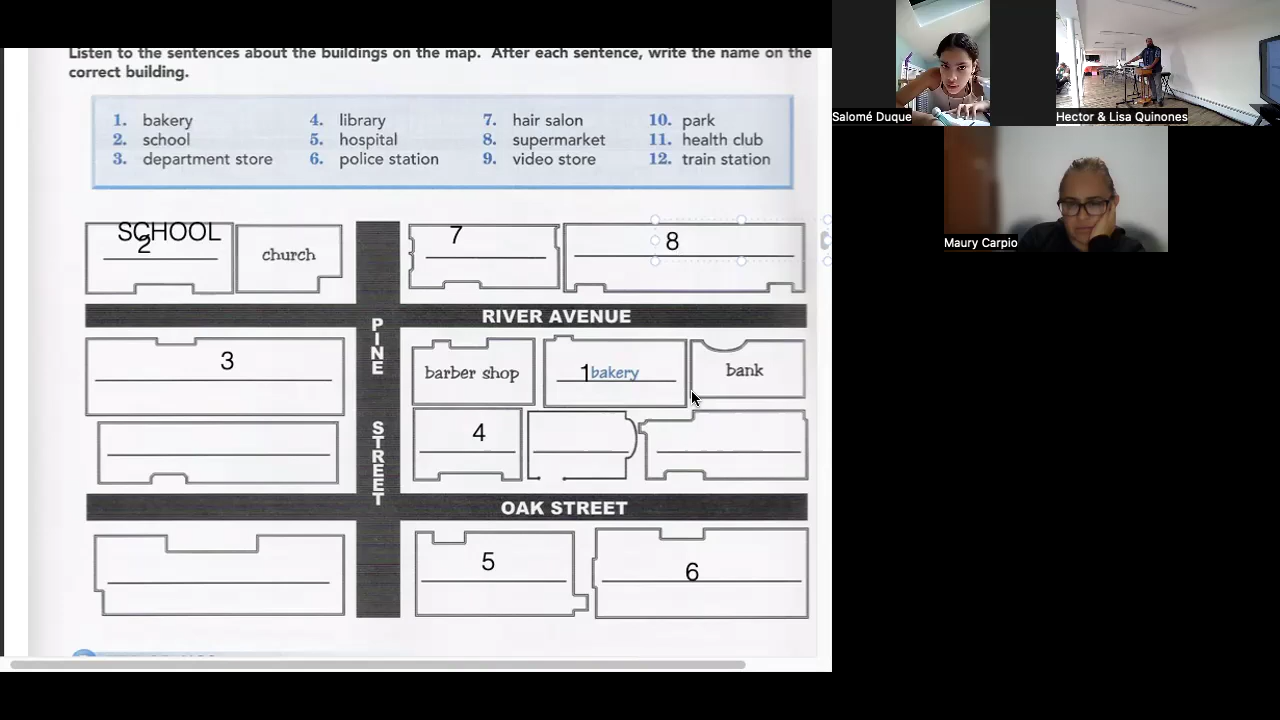 Listen to the sentences about the buildings on the map. After each sentence, write the name on the
correct building.
1. bakery
2. school
3. department store
4. library
5. hospital
6. police station
7. hair salon
8. supermarket
9. video store
10. park
11. health club
12. train station
SCHOOL
2
church
7
8
RIVER AVENUE
PINE STREET
3
barber shop
1 bakery
bank
4
OAK STREET
5
6
Salomé Duque
Hector & Lisa Quinones
Maury Carpio